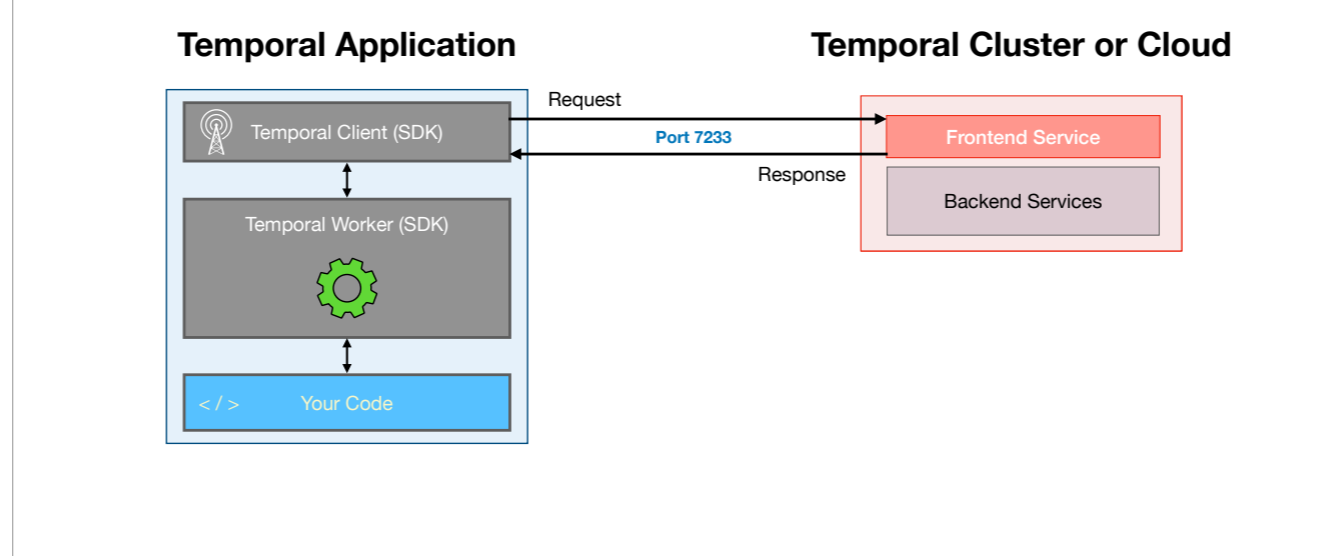 Temporal Application
Temporal Cluster or Cloud
Request
Temporal Client (SDK)
Port 7233
Frontend Service
Response
Backend Services
Temporal Worker (SDK)
</> Your Code